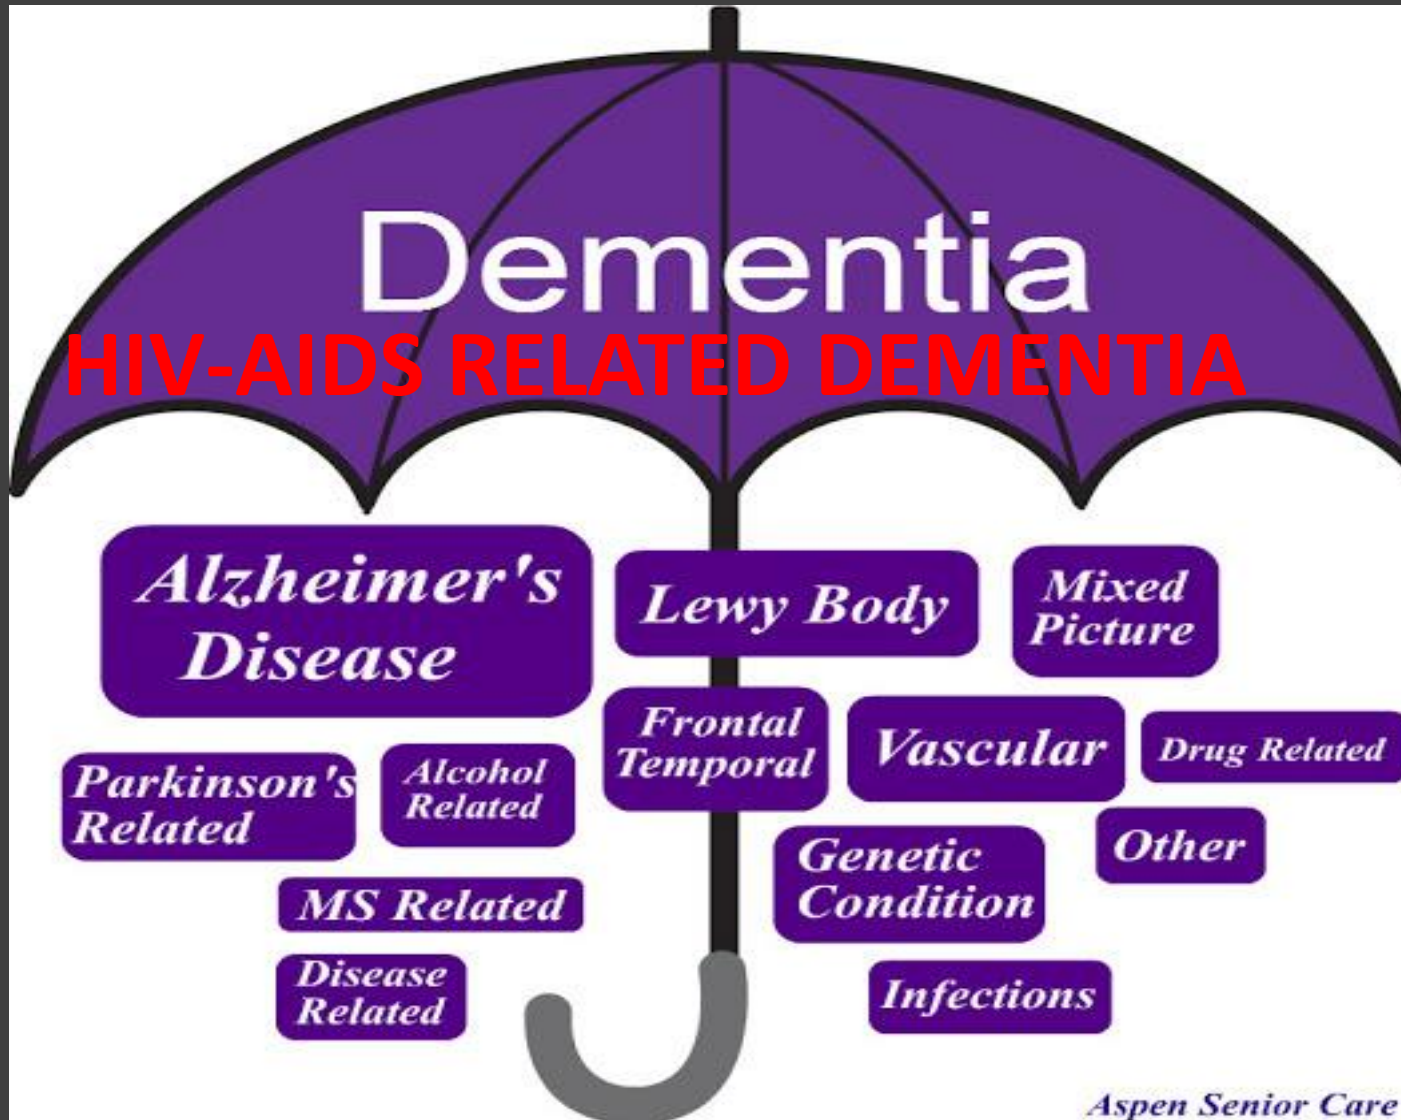 Dementia
HIV-AIDS RELATED DEMENTIA
Alzheimer's
Disease
Lewy Body
Mixed
Picture
Frontal
Temporal
Vascular
Drug Related
Parkinson's
Related
Alcohol
Related
Other
Genetic
Condition
MS Related
Disease
Related
Infections
Aspen Senior Care